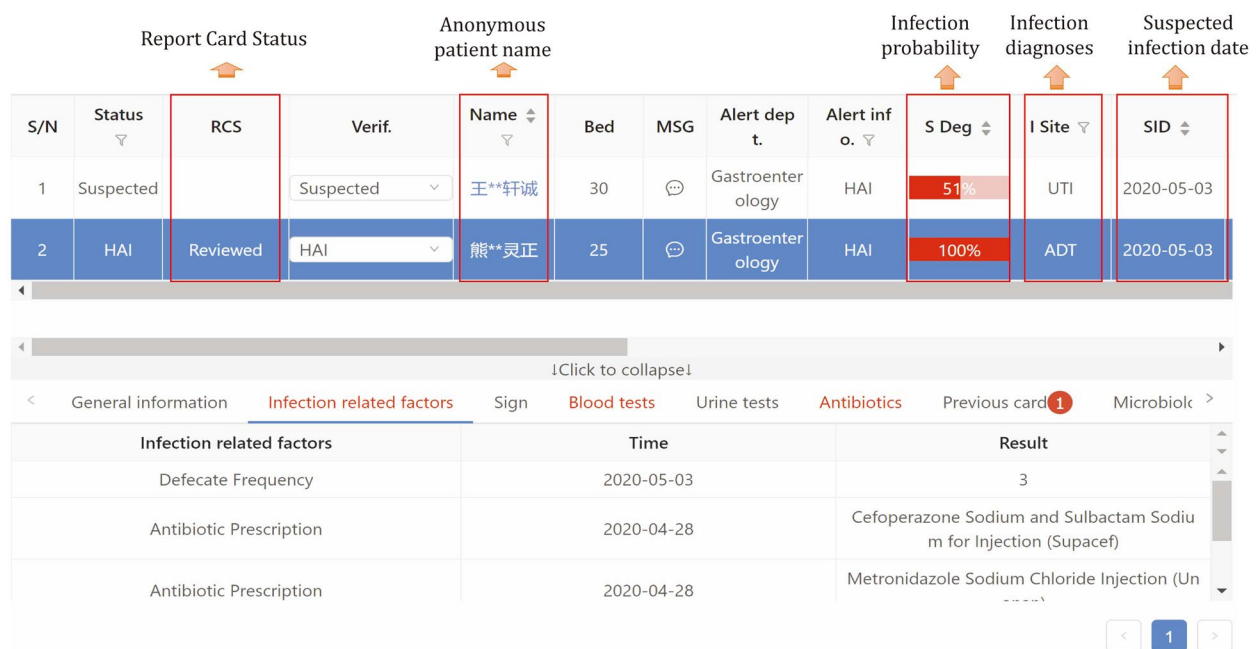 Report Card Status
Anonymous
patient name
Infection
probability
Infection
diagnoses
Suspected
infection date
S/N
Status
RCS
Verif.
Name
Bed
MSG
Alert dep
t.
Alert inf
o.
S Deg
I Site
SID
1
Suspected
Suspected
王**轩诚
30
Gastroenter
ology
HAI
51%
UTI
2020-05-03
2
HAI
Reviewed
HAI
熊**灵正
25
Gastroenter
ology
HAI
100%
ADT
2020-05-03
↓Click to collapse↓
< General information Infection related factors Sign Blood tests Urine tests Antibiotics Previous card 1 Microbiolc >
Infection related factors Time Result
Defecate Frequency 2020-05-03 3
Antibiotic Prescription 2020-04-28
Cefoperazone Sodium and Sulbactam Sodiu
m for Injection (Supacef)
Antibiotic Prescription 2020-04-28
Metronidazole Sodium Chloride Injection (Un
< 1 >